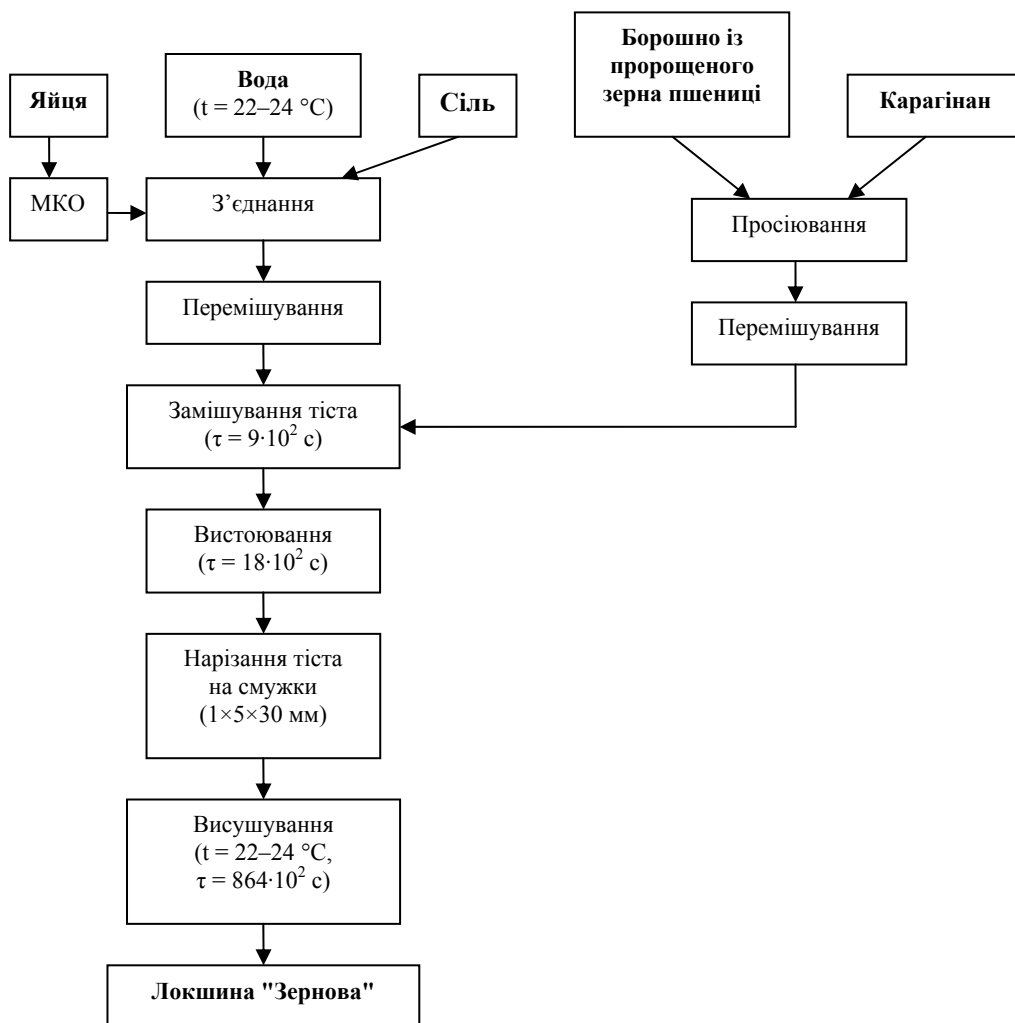 Яйця
Вода
(t = 22–24 °C)
Сіль
Борошно із
пророщеного
зерна пшениці
Карагінан
МКО
З’єднання
Просіювання
Перемішування
Перемішування
Замішування тіста
(τ = 9·10² с)
Вистоювання
(τ = 18·10² с)
Нарізання тіста
на смужки
(1×5×30 мм)
Висушування
(t = 22–24 °C,
τ = 864·10² с)
Локшина "Зернова"